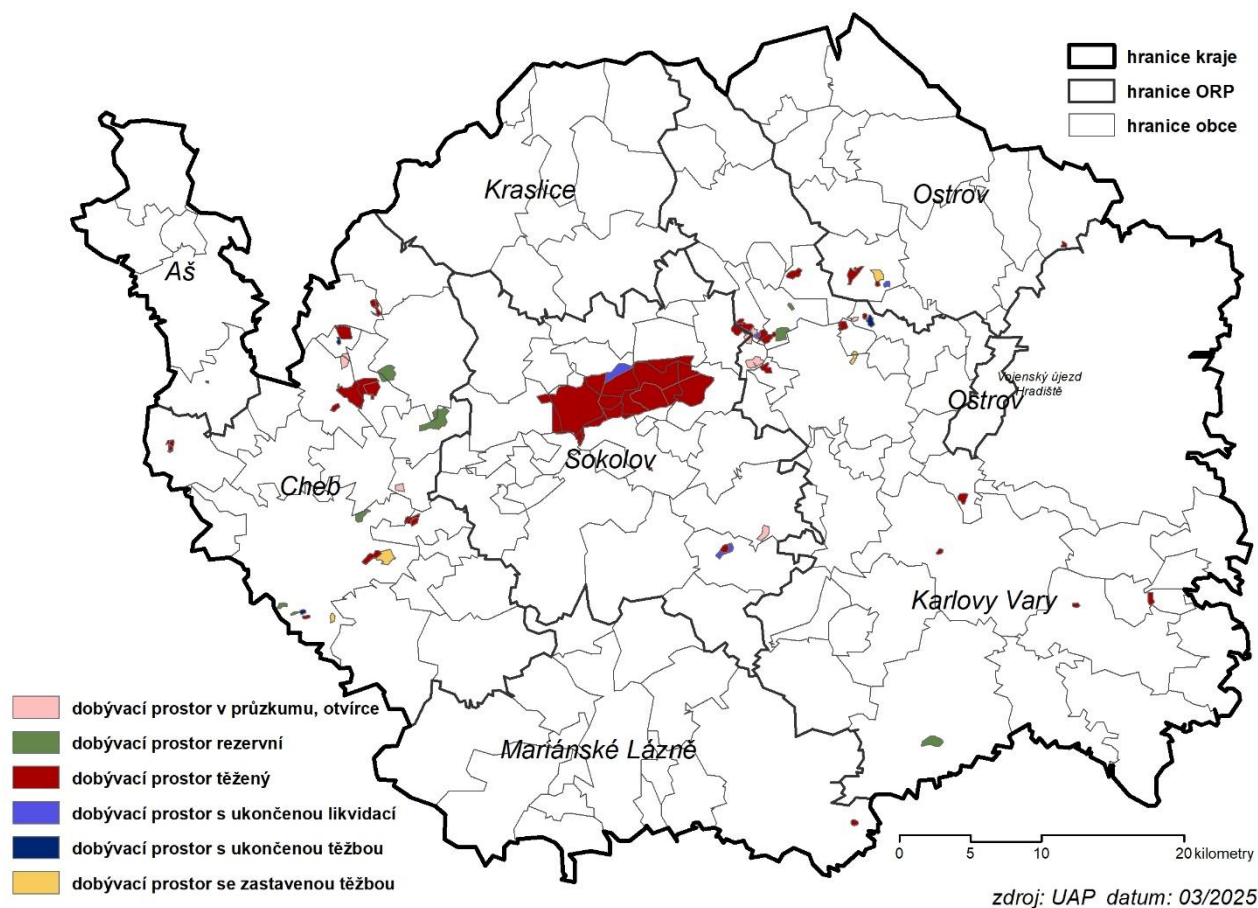 hranice kraje
hranice ORP
hranice obce
Kraslice
Ostrov
Aš
Vojenský újezd
Hradiště
Ostrov
Sokolov
Cheb
Karlovy Vary
Mariánské Lázně
dobývací prostor v průzkumu, otvírce
dobývací prostor rezervní
dobývací prostor těžený
dobývací prostor s ukončenou likvidací
dobývací prostor s ukončenou těžbou
dobývací prostor se zastavenou těžbou
0 5 10 20 kilometry
zdroj: UAP datum: 03/2025